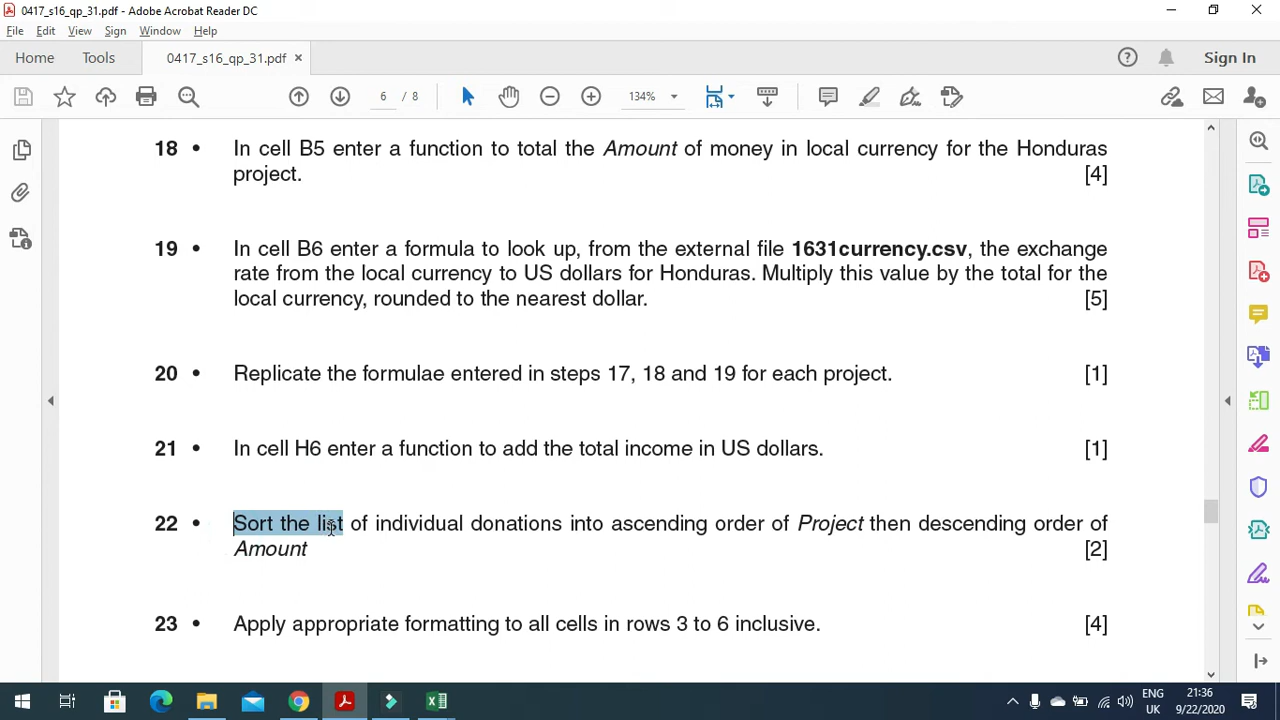 0417_s16_qp_31.pdf - Adobe Acrobat Reader DC
File Edit View Sign Window Help
Home Tools 0417_s16_qp_31.pdf × Sign In
6 / 8 134%
18 • In cell B5 enter a function to total the Amount of money in local currency for the Honduras
project. [4]
19 • In cell B6 enter a formula to look up, from the external file 1631currency.csv, the exchange
rate from the local currency to US dollars for Honduras. Multiply this value by the total for the
local currency, rounded to the nearest dollar. [5]
20 • Replicate the formulae entered in steps 17, 18 and 19 for each project. [1]
21 • In cell H6 enter a function to add the total income in US dollars. [1]
22 • Sort the list of individual donations into ascending order of Project then descending order of
Amount [2]
23 • Apply appropriate formatting to all cells in rows 3 to 6 inclusive. [4]
ENG 21:36
UK 9/22/2020